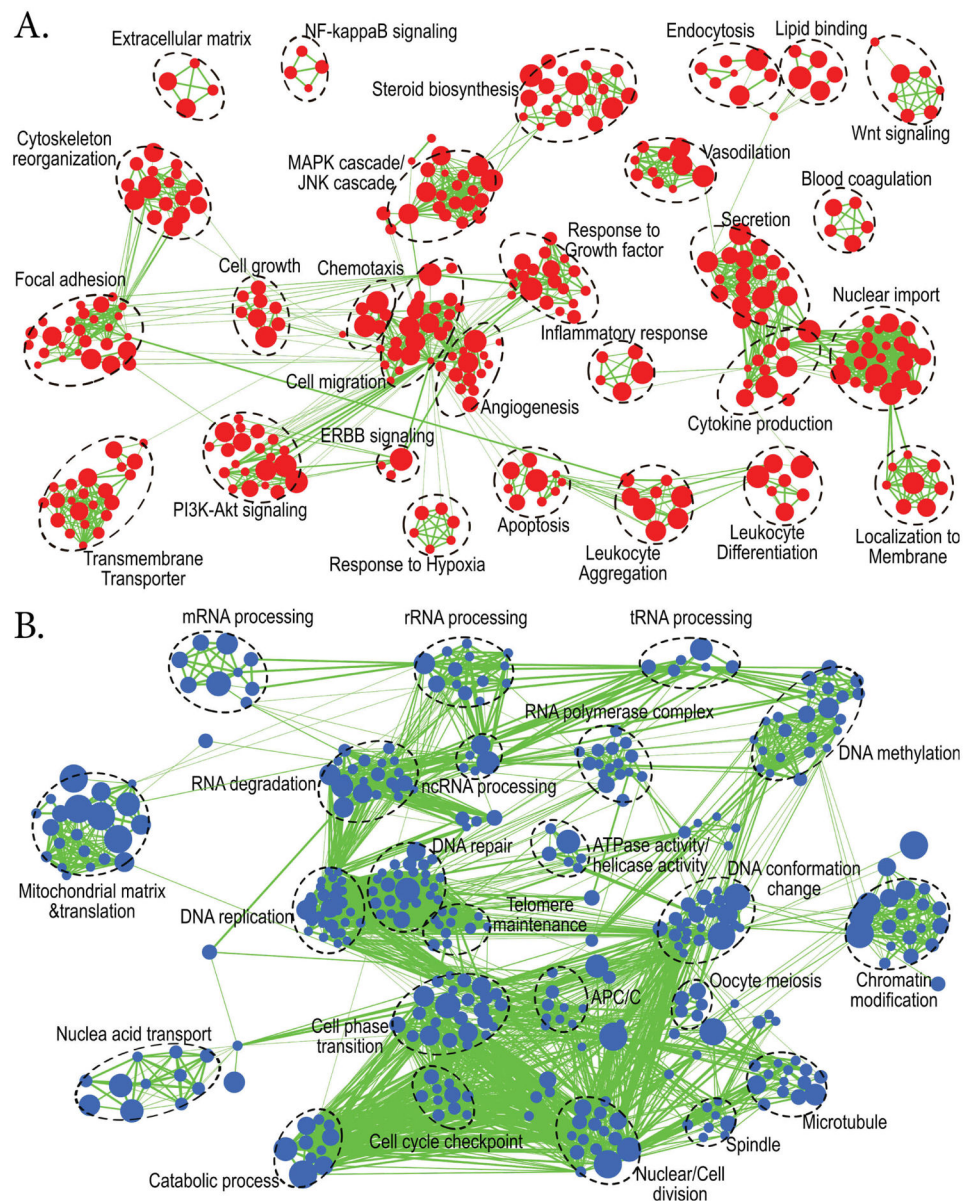 A.
Extracellular matrix
NF-kappaB signaling
Steroid biosynthesis
Endocytosis
Lipid binding
Wnt signaling
Cytoskeleton
reorganization
MAPK cascade/
JNK cascade
Vasodilation
Blood coagulation
Secretion
Focal adhesion
Cell growth
Chemotaxis
Response to
Growth factor
Nuclear import
Inflammatory response
Cell migration
Angiogenesis
Cytokine production
ERBB signaling
PI3K-Akt signaling
Transmembrane
Transporter
Response to Hypoxia
Apoptosis
Leukocyte
Aggregation
Leukocyte
Differentiation
Localization to
Membrane
B.
mRNA processing
rRNA processing
tRNA processing
RNA polymerase complex
DNA methylation
RNA degradation
ncRNA processing
Mitochondrial matrix
&translation
DNA repair
ATPase activity/
helicase activity
DNA conformation
change
DNA replication
Telomere
maintenance
Chromatin
modification
APC/C
Oocyte meiosis
Nuclea acid transport
Cell phase
transition
Cell cycle checkpoint
Microtubule
Spindle
Catabolic process
Nuclear/Cell
division